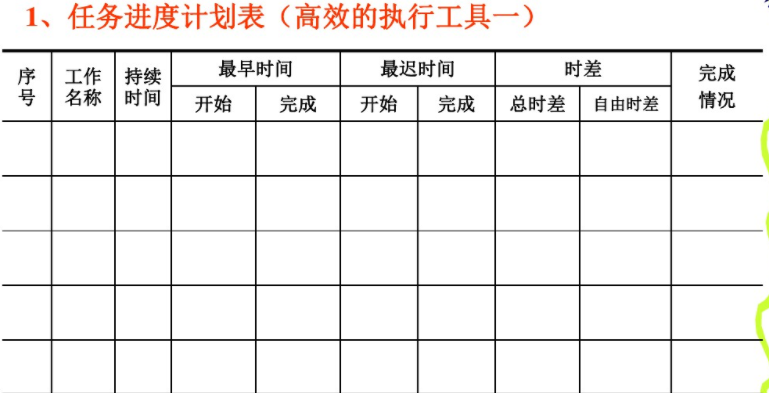 1、任务进度计划表（高效的执行工具一）
序号 工作名称 持续时间 最早时间 最迟时间 时差 完成情况
开始 完成 开始 完成 总时差 自由时差